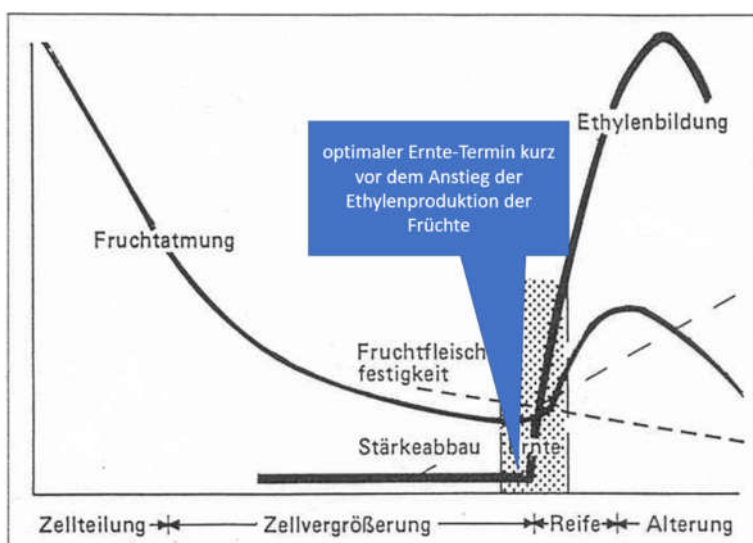 Ethylenbildung
optimaler Ernte-Termin kurz
vor dem Anstieg der
Ethylenproduktion der
Früchte
Fruchtatmung
Fruchtfleisch
festigkeit
Stärkeabbau
Ernte
Zellteilung
Zellvergrößerung
Reife
Alterung